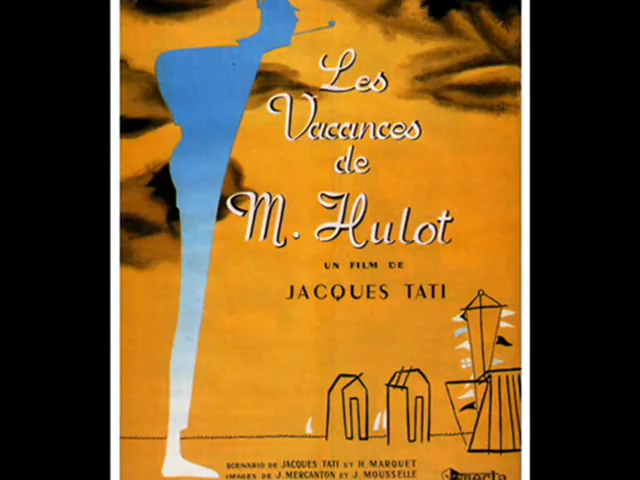 Les
Vacances
de
M. Hulot
UN FILM DE
JACQUES TATI
SCENARIO DE JACQUES TATI ET H. MARQUET
IMAGES DE J. MERCANTON ET J. MOUSSELLE